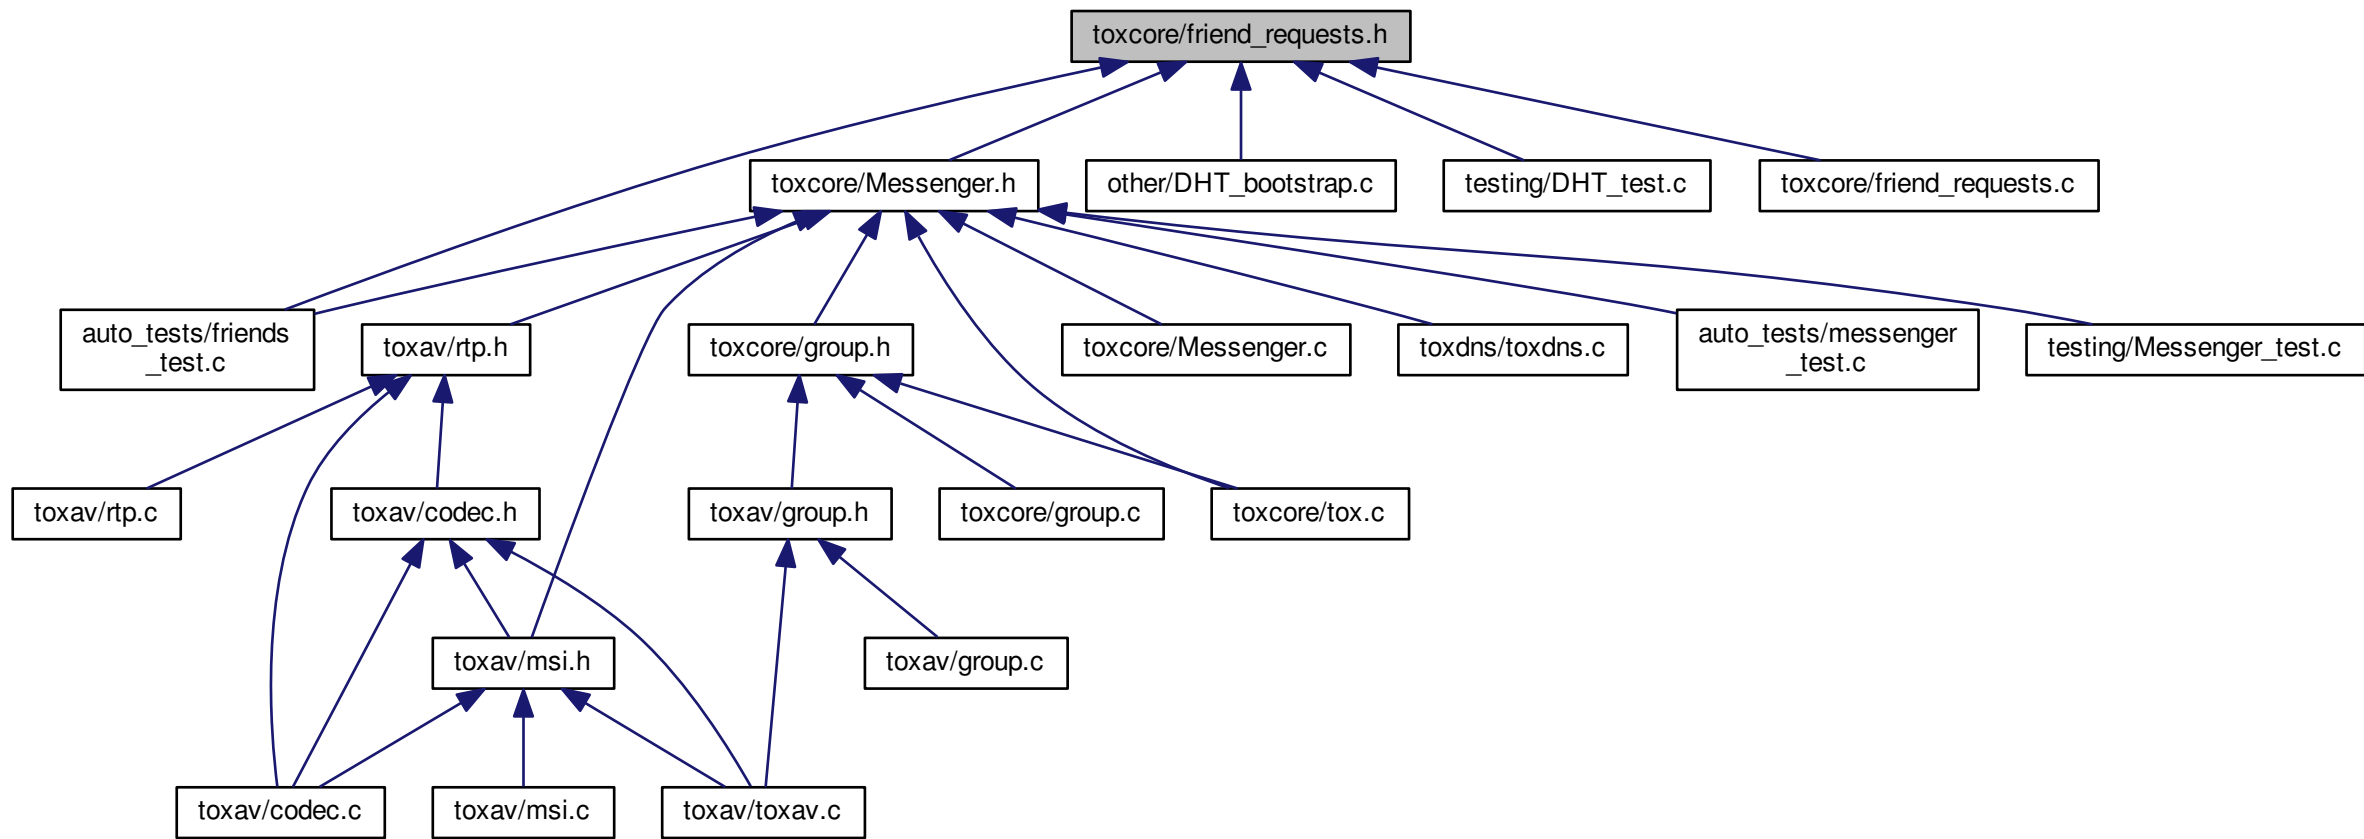 toxcore/friend_requests.h
toxcore/Messenger.h
other/DHT_bootstrap.c
testing/DHT_test.c
toxcore/friend_requests.c
auto_tests/friends
_test.c
toxav/rtp.h
toxcore/group.h
toxcore/Messenger.c
toxdns/toxdns.c
auto_tests/messenger
_test.c
testing/Messenger_test.c
toxav/rtp.c
toxav/codec.h
toxav/group.h
toxcore/group.c
toxcore/tox.c
toxav/msi.h
toxav/group.c
toxav/codec.c
toxav/msi.c
toxav/toxav.c